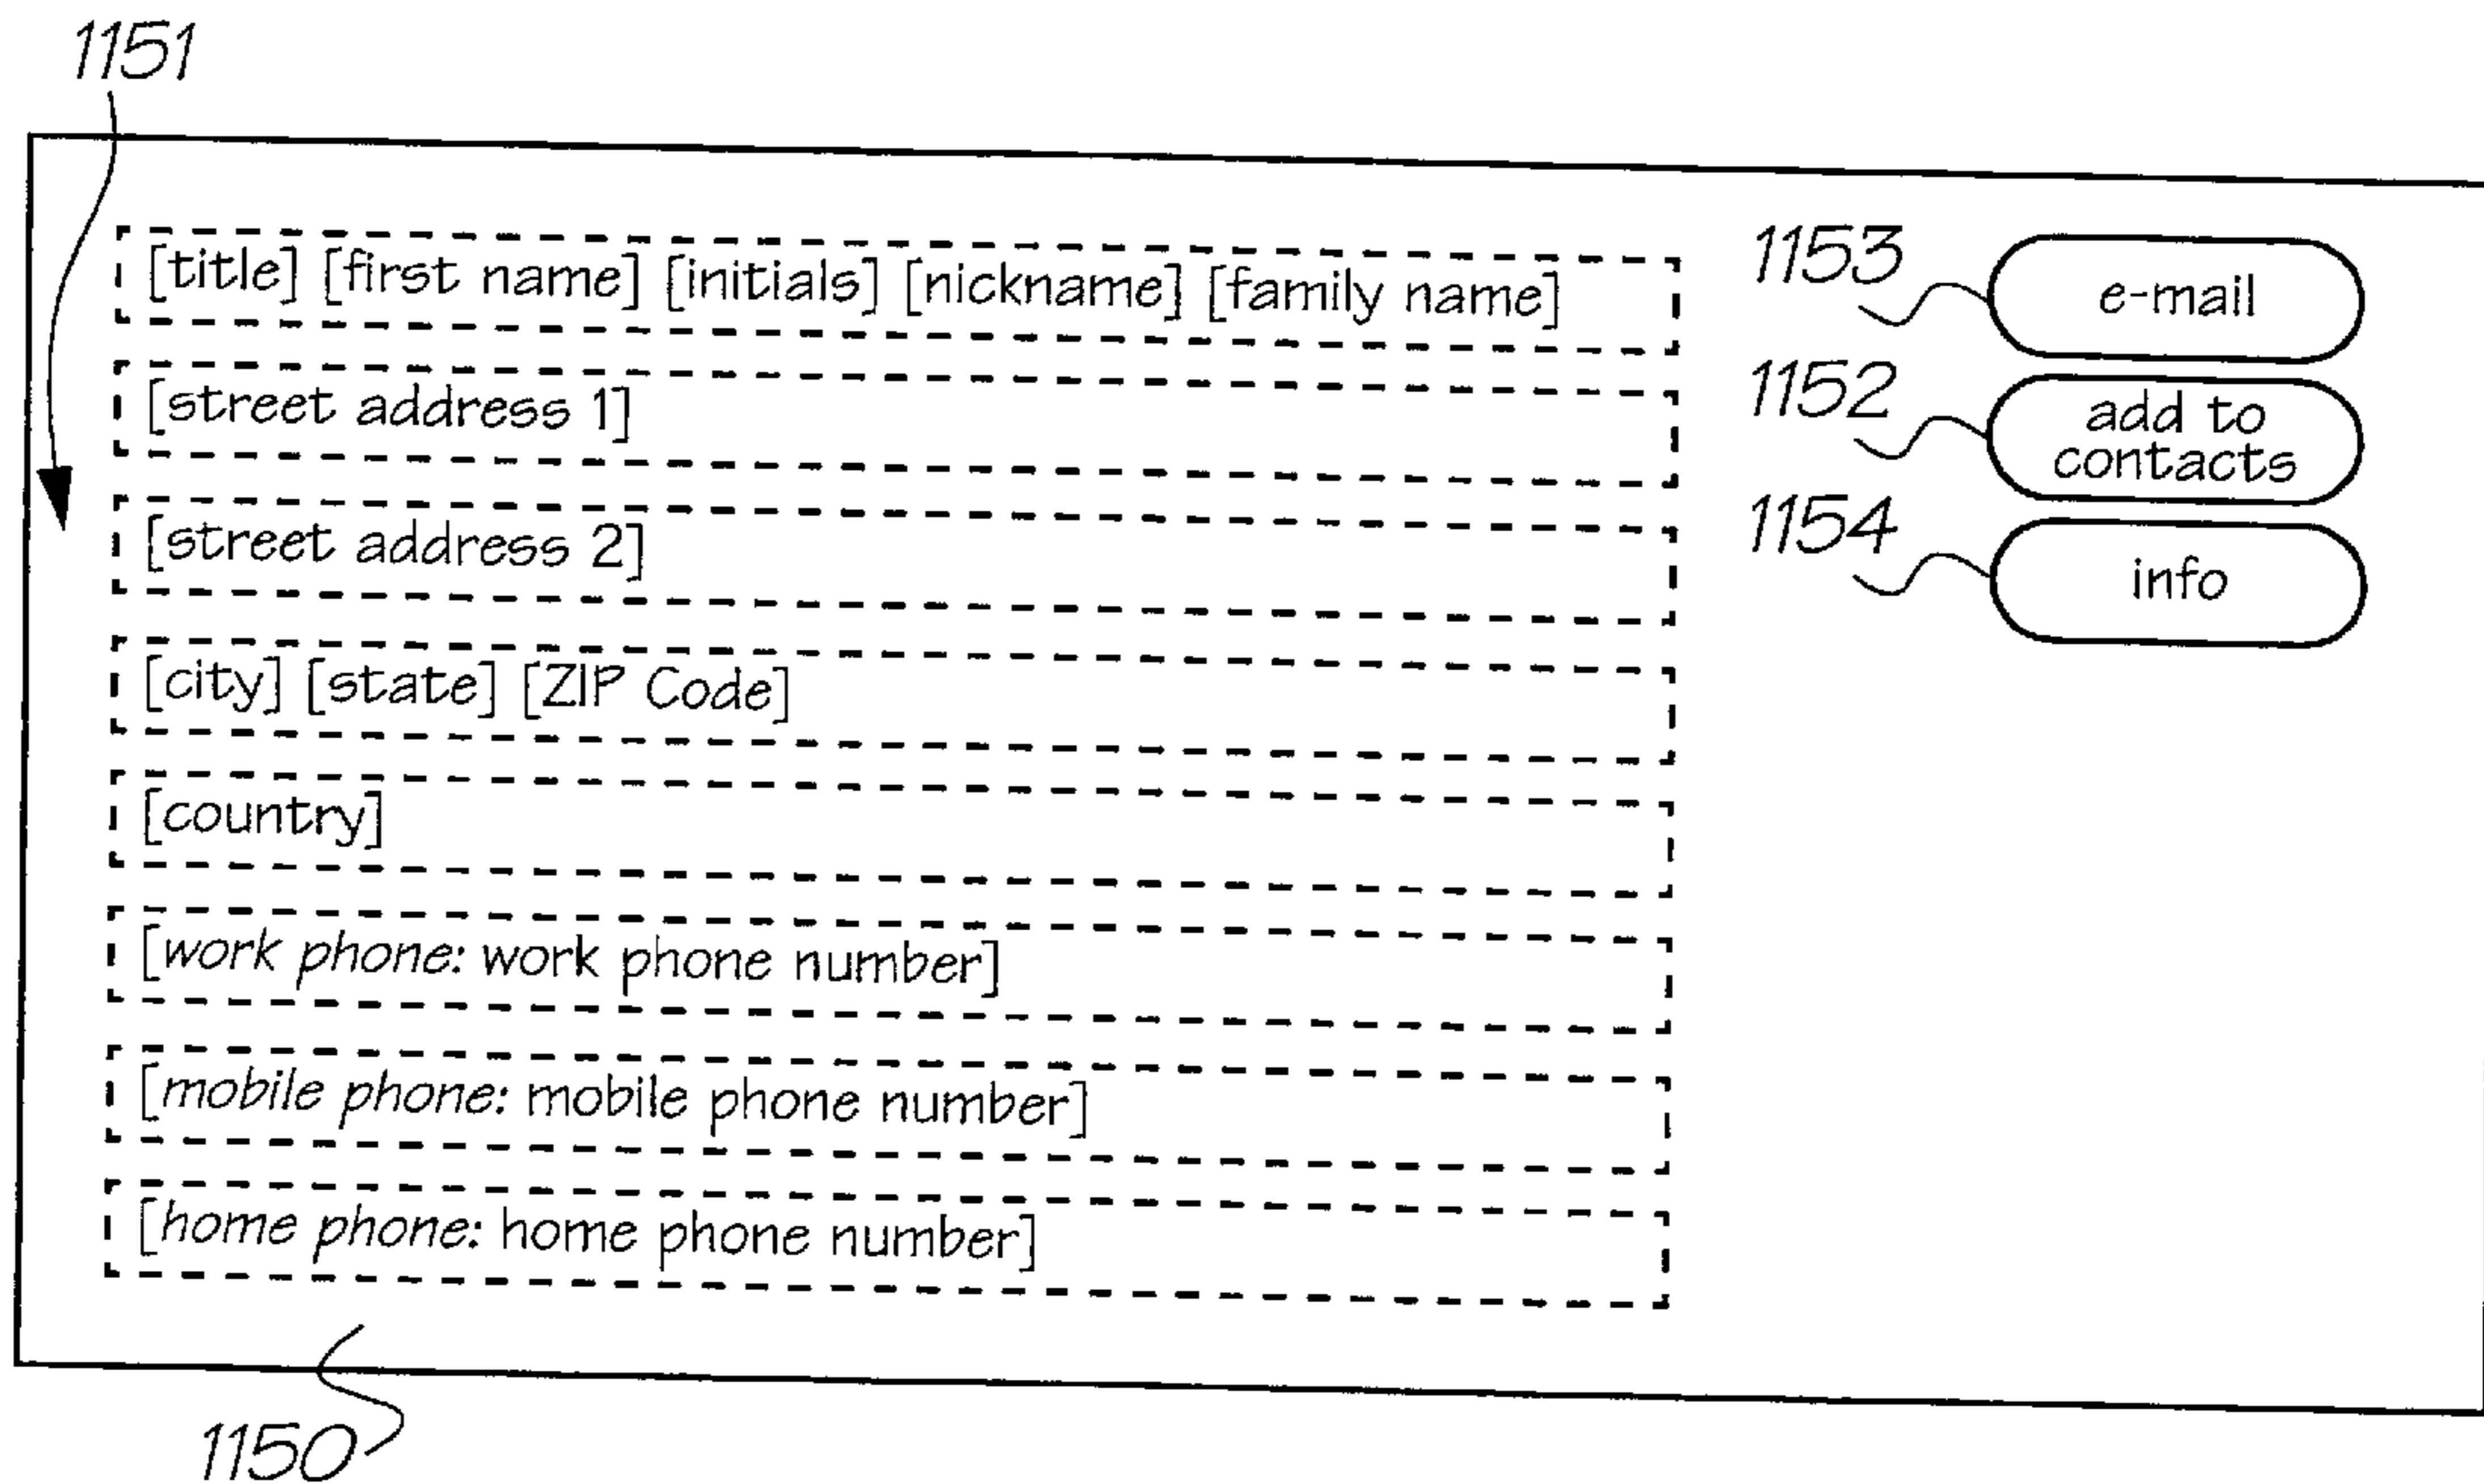 1151
[title] [first name] [initials] [nickname] [family name]
1153
e-mail
[street address 1]
1152
add to
contacts
[street address 2]
1154
info
[city] [state] [ZIP Code]
[country]
[work phone: work phone number]
[mobile phone: mobile phone number]
[home phone: home phone number]
1150